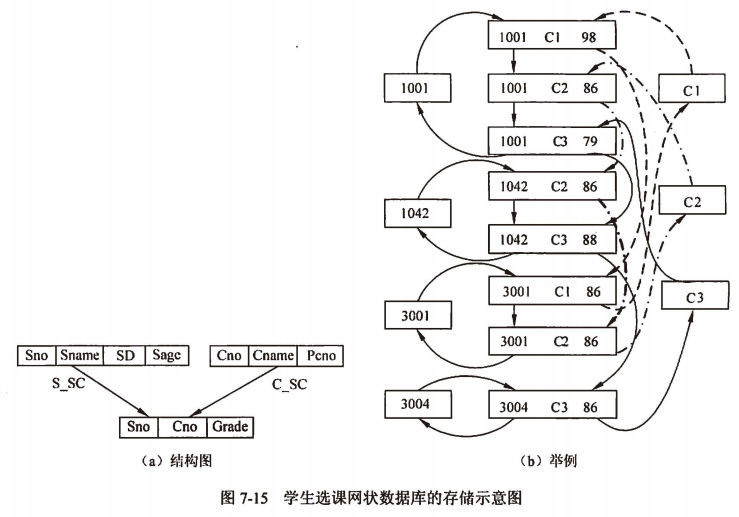 Sno Sname SD Sage
Cno Cname Pcno
S_SC
C_SC
Sno Cno Grade
(a) 结构图
1001 C1 98
1001 C2 86
1001 C3 79
1042 C2 86
1042 C3 88
3001 C1 86
3001 C2 86
3004 C3 86
1001
1042
3001
3004
C1
C2
C3
(b) 举例
图 7-15 学生选课网状数据库的存储示意图